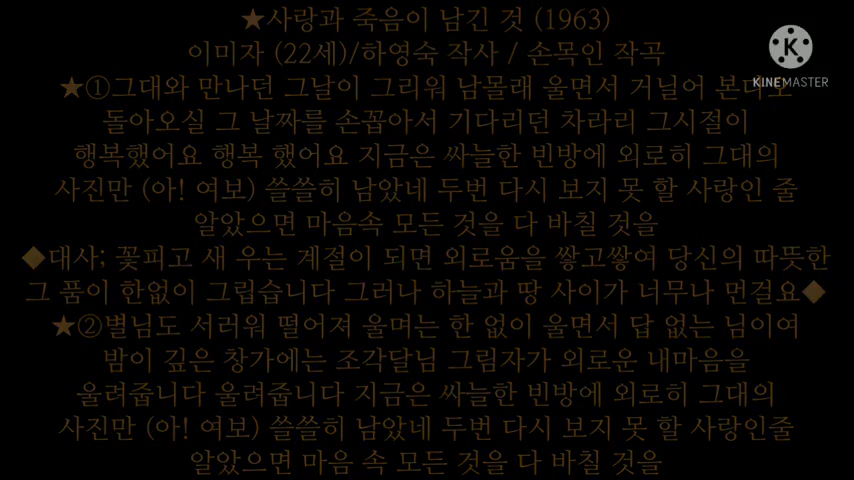 ★사랑과 죽음이 남긴 것 (1963)
이미자 (22세)/하영숙 작사 / 손목인 작곡
K
KINEMASTER
★①그대와 만나던 그날이 그리워 남몰래 울면서 거닐어 본다오
돌아오실 그 날짜를 손꼽아서 기다리던 차라리 그시절이
행복했어요 행복 했어요 지금은 싸늘한 빈방에 외로히 그대의
사진만 (아! 여보) 쓸쓸히 남았네 두번 다시 보지 못 할 사랑인 줄
알았으면 마음속 모든 것을 다 바칠 것을
◆대사; 꽃피고 새 우는 계절이 되면 외로움을 쌓고쌓여 당신의 따뜻한
그 품이 한없이 그립습니다 그러나 하늘과 땅 사이가 너무나 먼걸요◆
★②별님도 서러워 떨어져 울며는 한 없이 울면서 답 없는 님이여
밤이 깊은 창가에는 조각달님 그림자가 외로운 내마음을
울려줍니다 울려줍니다 지금은 싸늘한 빈방에 외로히 그대의
사진만 (아! 여보) 쓸쓸히 남았네 두번 다시 보지 못 할 사랑인줄
알았으면 마음 속 모든 것을 다 바칠 것을